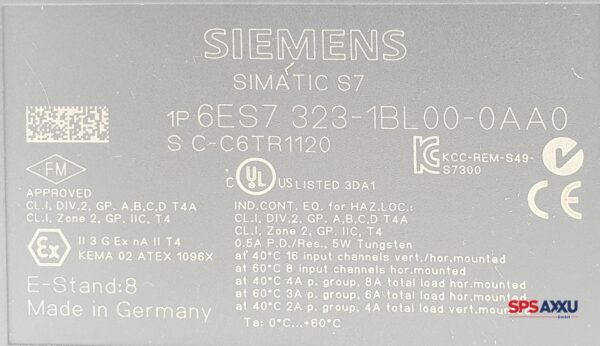 SIEMENS
SIMATIC S7
1P 6ES7 323-1BL00-0AA0
S C-C6TR1120
KCC-REM-S49-
S7300
FM
APPROVED
CL.I, DIV.2, GP. A,B,C,D T4A
CL.I, Zone 2, GP. IIC, T4
Ex
II 3 G Ex nA II T4
KEMA 02 ATEX 1096X
E-Stand:8
Made in Germany
C UL US LISTED 3DA1
IND.CONT. EQ. for HAZ.LOC.:
CL.I, DIV.2, GP. A,B,C,D T4A
CL.I, Zone 2, GP. IIC, T4
0.5A P.D./Res., 5W Tungsten
at 40°C 16 input channels vert./hor.mounted
at 60°C 8 input channels hor.mounted
at 40°C 4A p. group, 8A total load hor.mounted
at 60°C 3A p. group, 6A total load hor.mounted
at 40°C 2A p. group, 4A total load vert.mounted
Ta: 0°C...+60°C
N
CE
SPS AXXU
GmbH